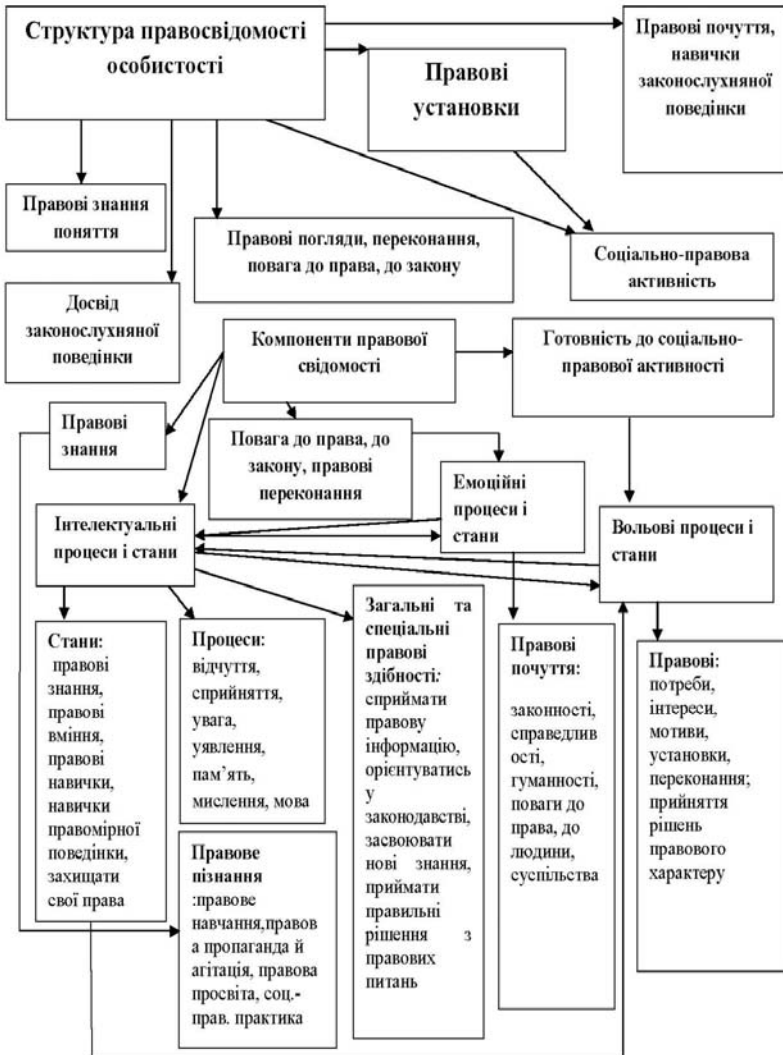 Структура правосвідомості
особистості
Правові
установки
Правові почуття,
навички
законослухняної
поведінки
Правові знання
поняття
Правові погляди, переконання,
повага до права, до закону
Соціально-правова
активність
Досвід
законослухняної
поведінки
Компоненти правової
свідомості
Готовність до соціально-
правової активності
Правові
знання
Повага до права, до
закону, правові
переконання
Емоційні
процеси і
стани
Інтелектуальні
процеси і стани
Вольові процеси і
стани
Стани:
правові
знання,
правові
вміння,
правові
навички,
навички
правомірної
поведінки,
захищати
свої права
Процеси:
відчуття,
сприйняття,
увага,
уявлення,
пам’ять,
мислення, мова
Правове
пізнання
:правове
навчання,правов
а пропаганда й
агітація, правова
просвіта, соц.-
прав. практика
Загальні та
спеціальні
правові
здібності:
сприймати
правову
інформацію,
орієнтуватись
у
законодавстві,
засвоювати
нові знання,
приймати
правильні
рішення з
правових
питань
Правові
почуття:
законності,
справедлив
ості,
гуманності,
поваги до
права, до
людини,
суспільства
Правові:
потреби,
інтереси,
мотиви,
установки,
переконання;
прийняття
рішень
правового
характеру